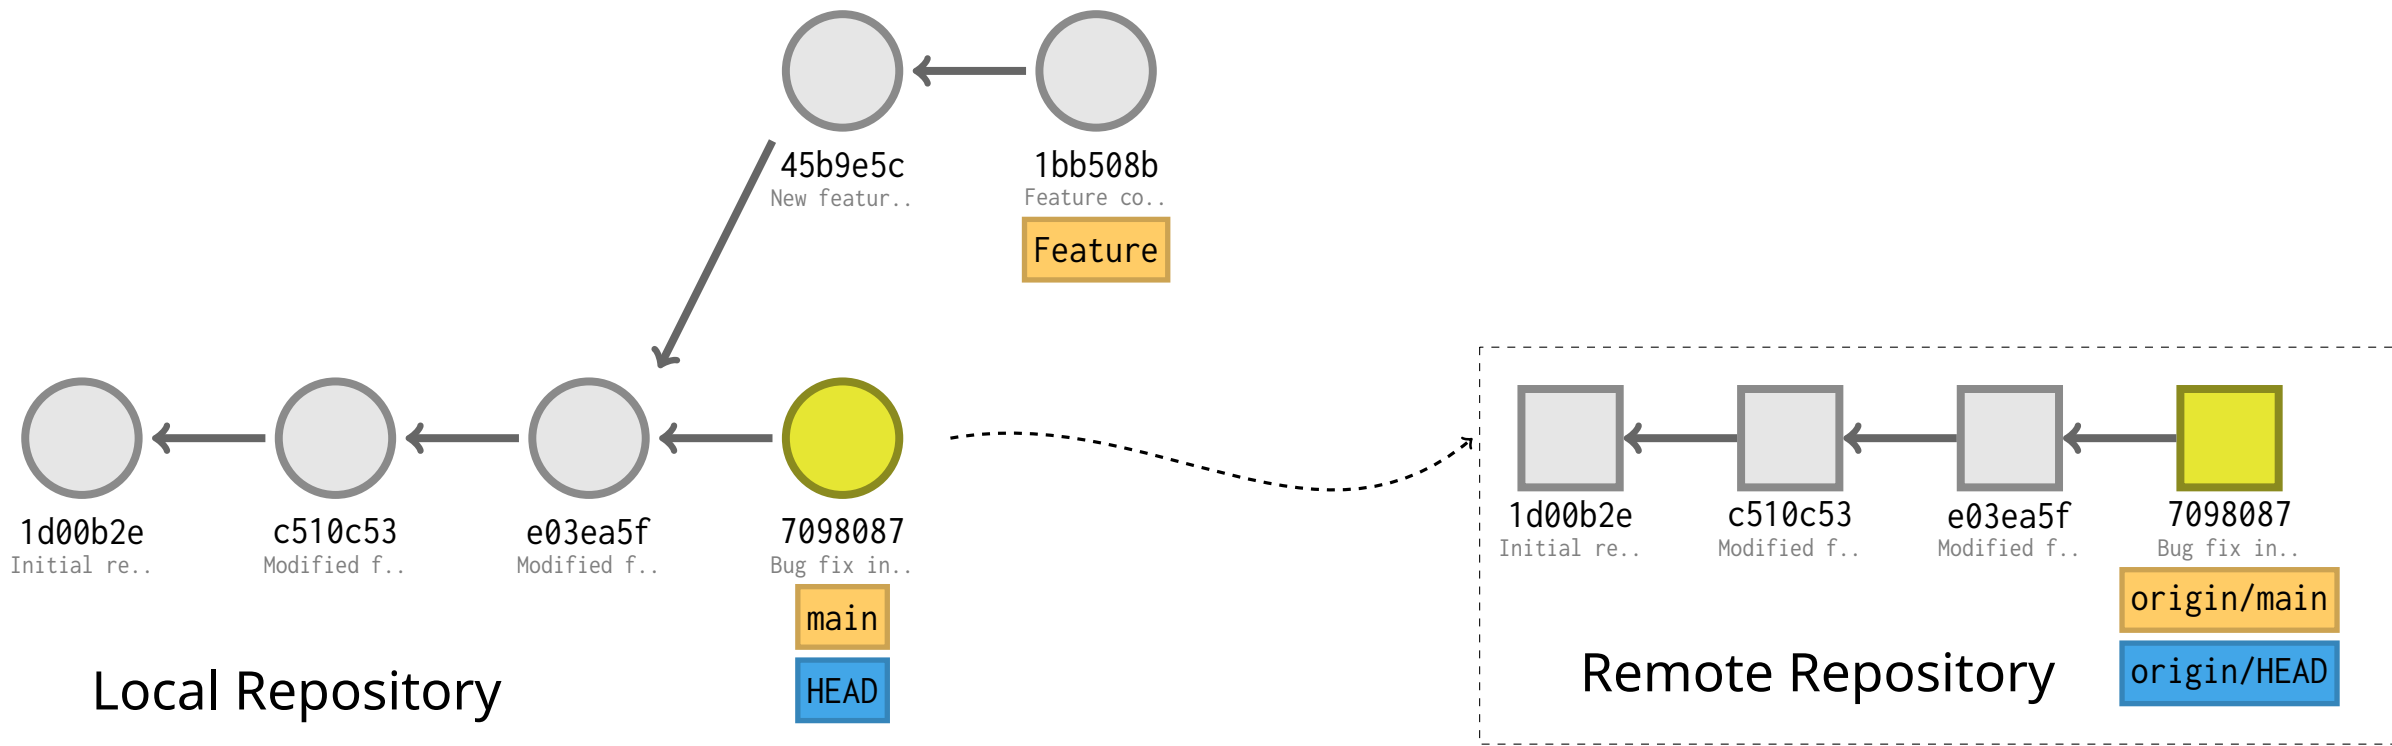 45b9e5c
New featur..
1bb508b
Feature co..
Feature
1d00b2e
Initial re..
c510c53
Modified f..
e03ea5f
Modified f..
7098087
Bug fix in..
main
HEAD
Local Repository
1d00b2e
Initial re..
c510c53
Modified f..
e03ea5f
Modified f..
7098087
Bug fix in..
origin/main
origin/HEAD
Remote Repository